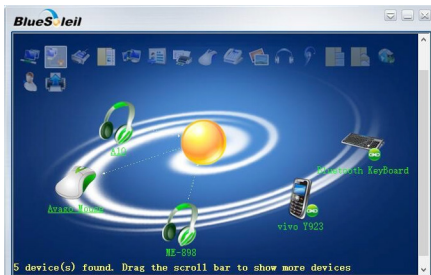 BlueSoleil
A10
Bluetooth KeyBoard
Avago Mouse
vivo Y923
ME-898
5 device(s) found. Drag the scroll bar to show more devices